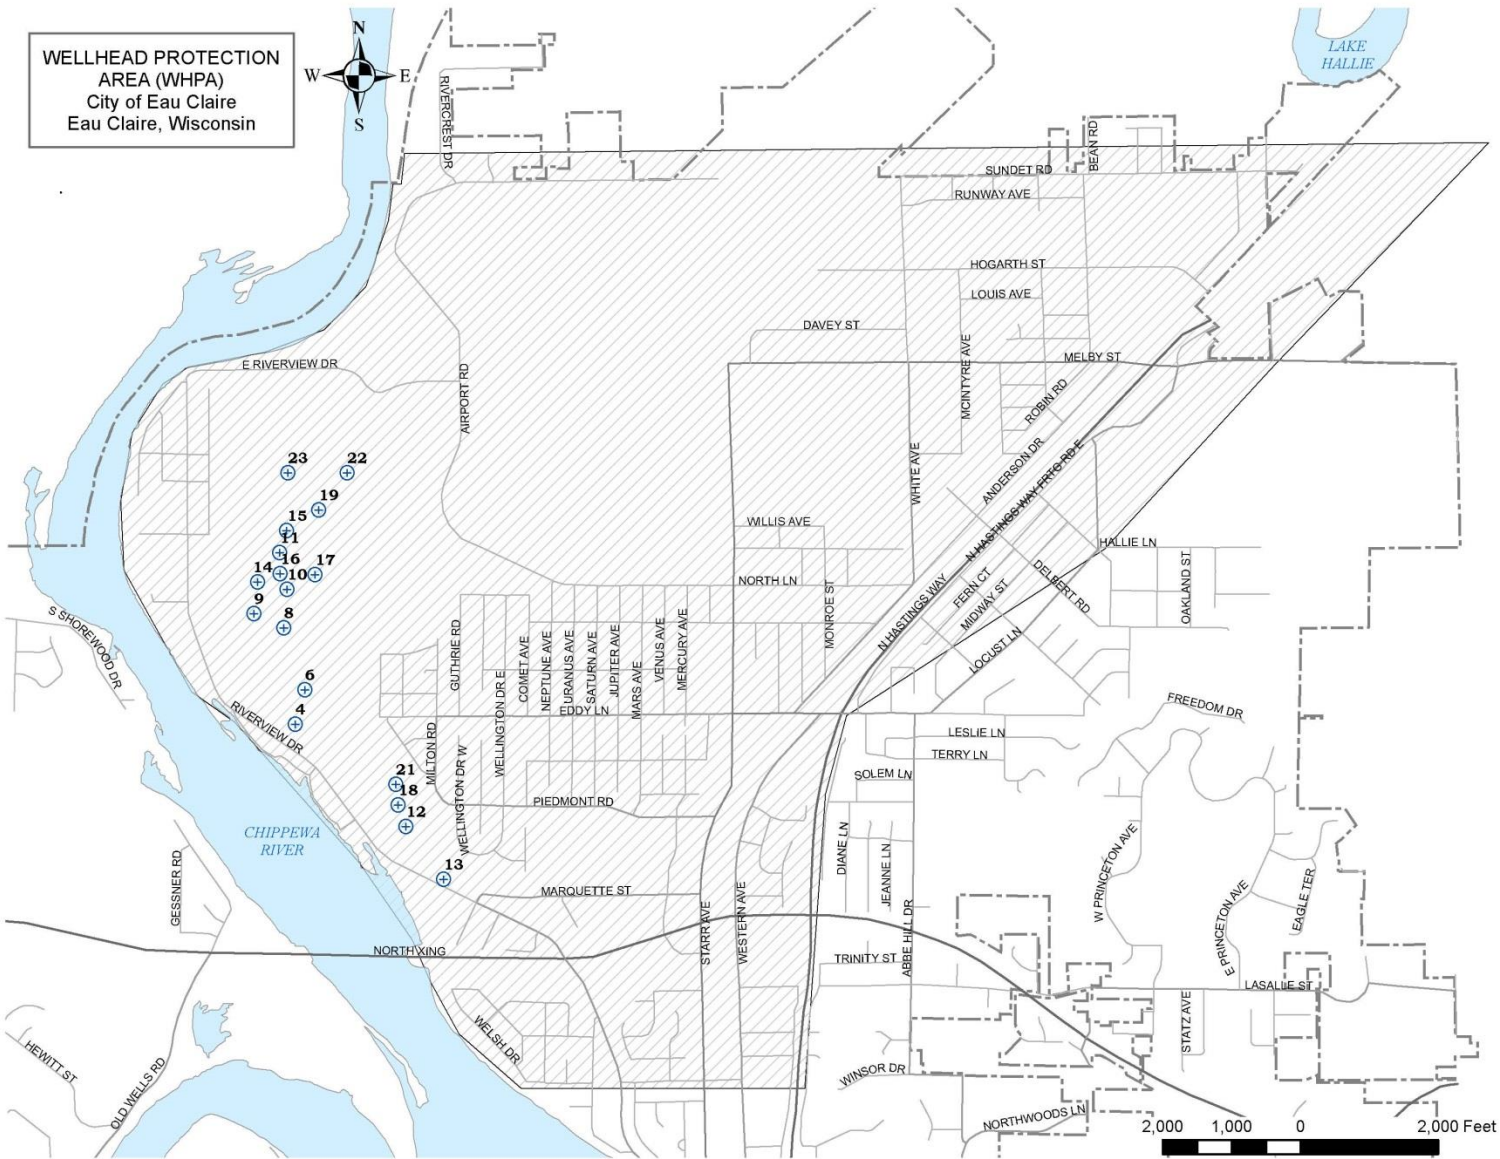 WELLHEAD PROTECTION
AREA (WHPA)
City of Eau Claire
Eau Claire, Wisconsin
N
W
E
S
LAKE
HALLIE
RIVERCREST DR
BEAN RD
SUNDET RD
RUNWAY AVE
HOGARTH ST
LOUIS AVE
DAVEY ST
MCINTYRE AVE
MELBY ST
E RIVERVIEW DR
AIRPORT RD
ROBIN RD
WHITE AVE
ANDERSON DR
N HASTINGS WAY FRTG RD E
23
22
19
15
11
16
17
14
10
9
8
6
4
WILLIS AVE
HALLIE LN
NORTH LN
MONROE ST
N HASTINGS WAY
FERN CT
MIDWAY ST
DELBERT RD
OAKLAND ST
LOCUST LN
S SHOREWOOD DR
GUTHRIE RD
COMET AVE
NEPTUNE AVE
URANUS AVE
SATURN AVE
JUPITER AVE
MARS AVE
VENUS AVE
MERCURY AVE
WELLINGTON DR E
EDDY LN
RIVERVIEW DR
MILTON RD
WELLINGTON DR W
FREEDOM DR
LESLIE LN
TERRY LN
SOLEM LN
21
18
12
13
PIEDMONT RD
CHIPPEWA
RIVER
GESSNER RD
MARQUETTE ST
DIANE LN
JEANNE LN
W PRINCETON AVE
E PRINCETON AVE
EAGLE TER
STARR AVE
WESTERN AVE
ABBE HILL DR
NORTH XING
TRINITY ST
LASALLE ST
STATZ AVE
WELSH DR
HEWITT ST
OLD WELLS RD
WINSOR DR
NORTHWOODS LN
2,000 1,000 0 2,000 Feet